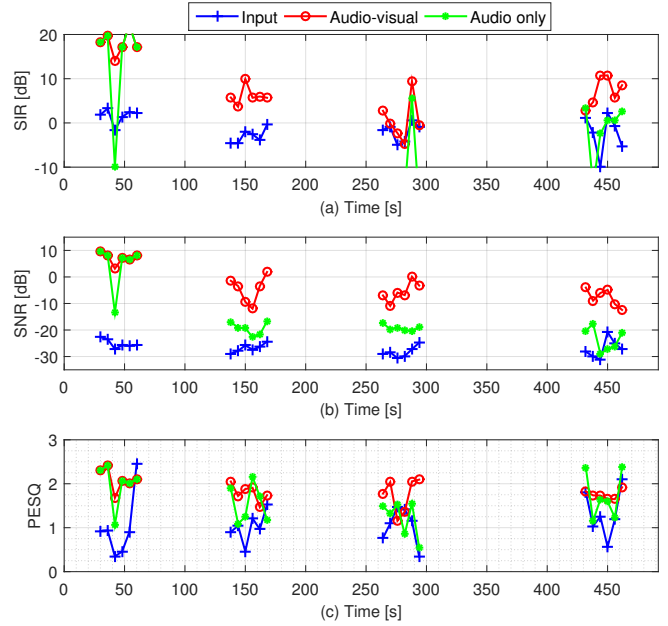 Input Audio-visual Audio only
20
10
0
-10
SIR [dB]
0 50 100 150 200 250 300 350 400 450
(a) Time [s]
10
0
-10
-20
-30
SNR [dB]
0 50 100 150 200 250 300 350 400 450
(b) Time [s]
3
2
1
0
PESQ
0 50 100 150 200 250 300 350 400 450
(c) Time [s]